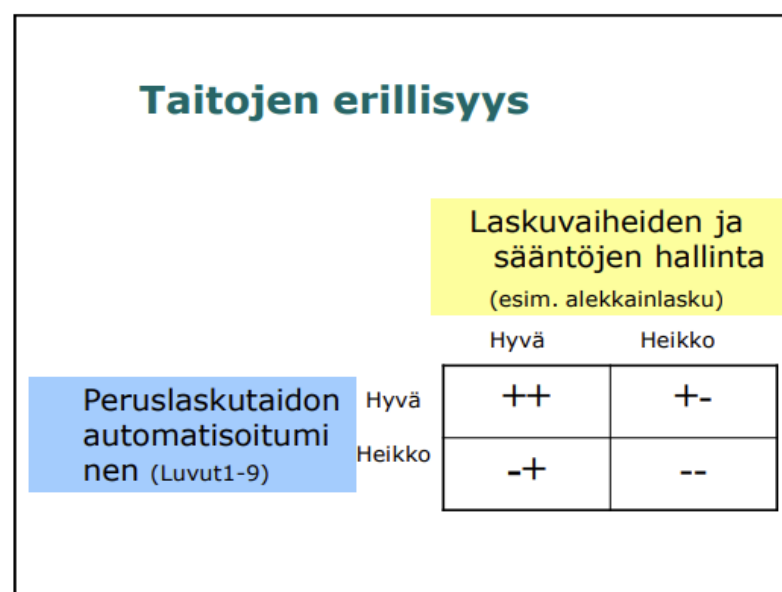 Taitojen erillisyys
Laskuvaiheiden ja
sääntöjen hallinta
(esim. alekkainlasku)
Hyvä Heikko
Peruslaskutaidon
automatisoitumi
nen (Luvut1-9)
Hyvä ++ +-
Heikko -+ --